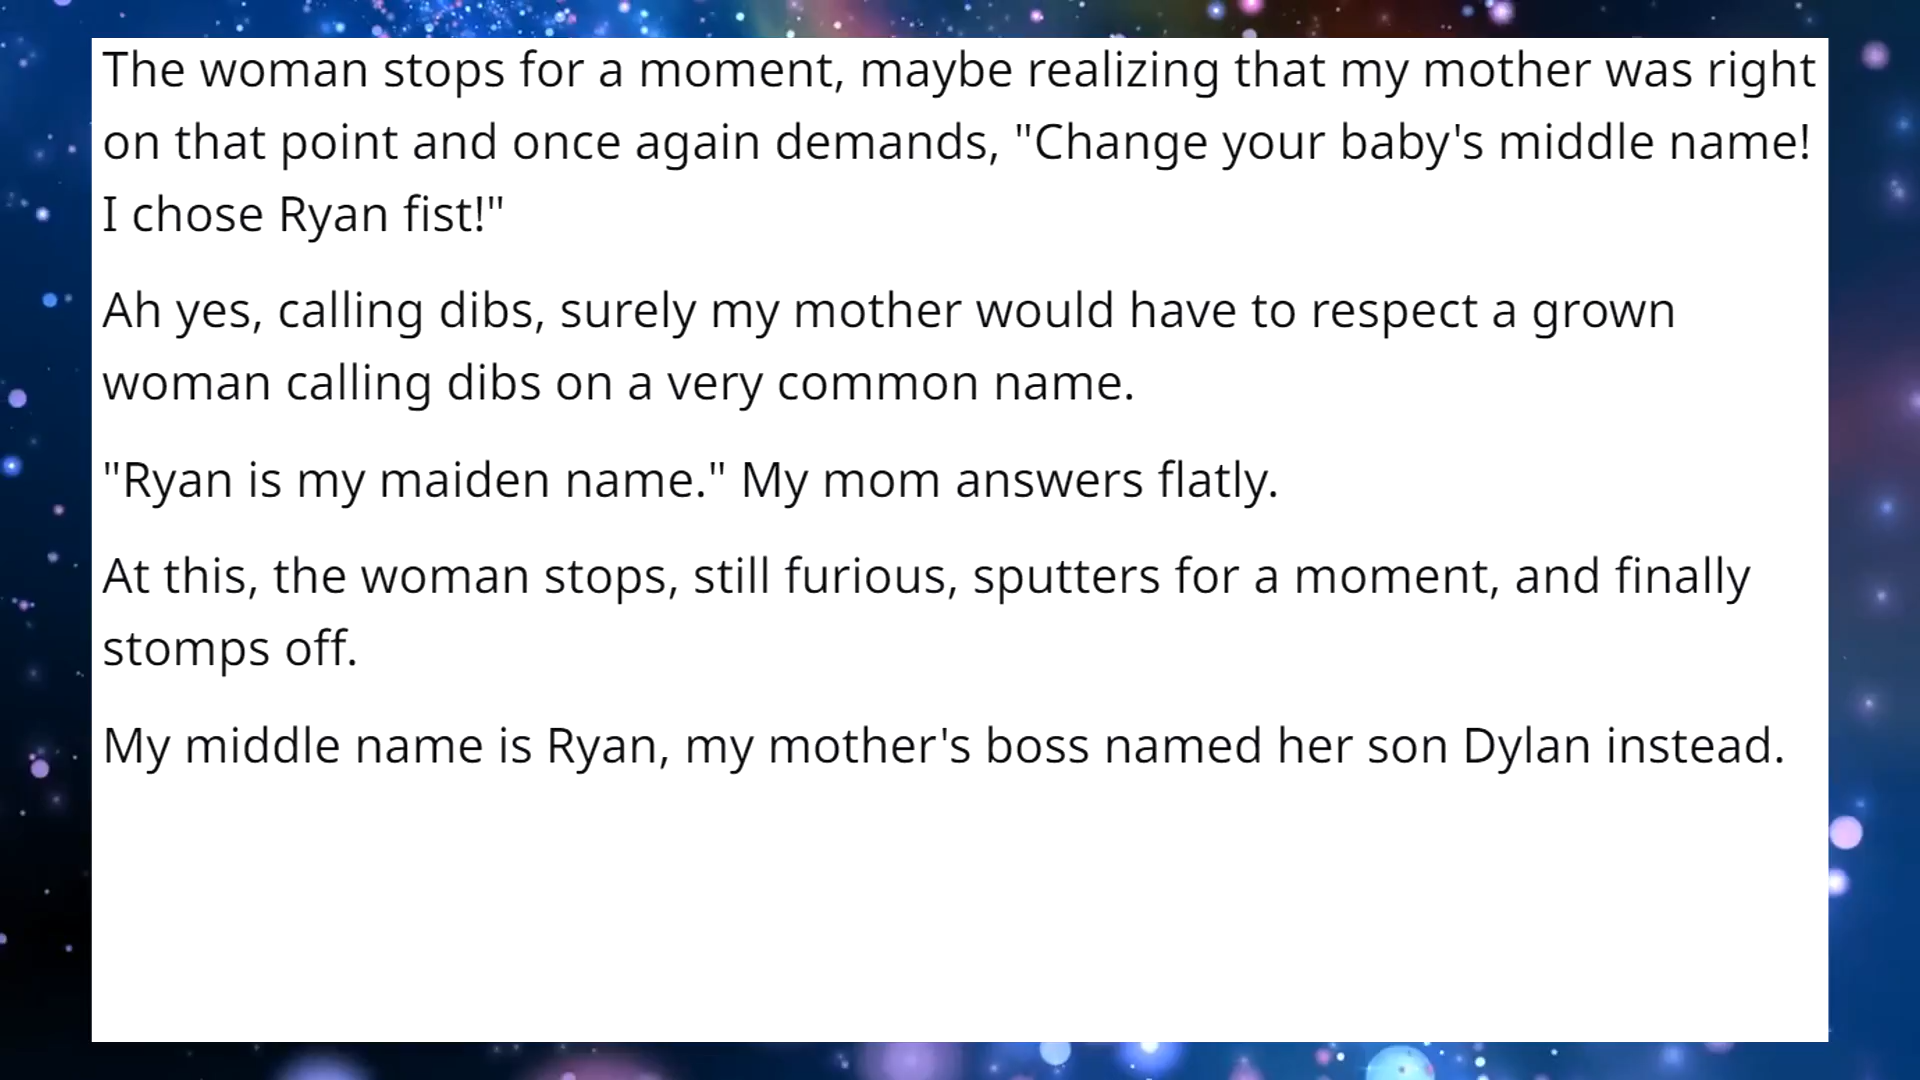 The woman stops for a moment, maybe realizing that my mother was right
on that point and once again demands, "Change your baby's middle name!
I chose Ryan fist!"
Ah yes, calling dibs, surely my mother would have to respect a grown
woman calling dibs on a very common name.
"Ryan is my maiden name." My mom answers flatly.
At this, the woman stops, still furious, sputters for a moment, and finally
stomps off.
My middle name is Ryan, my mother's boss named her son Dylan instead.